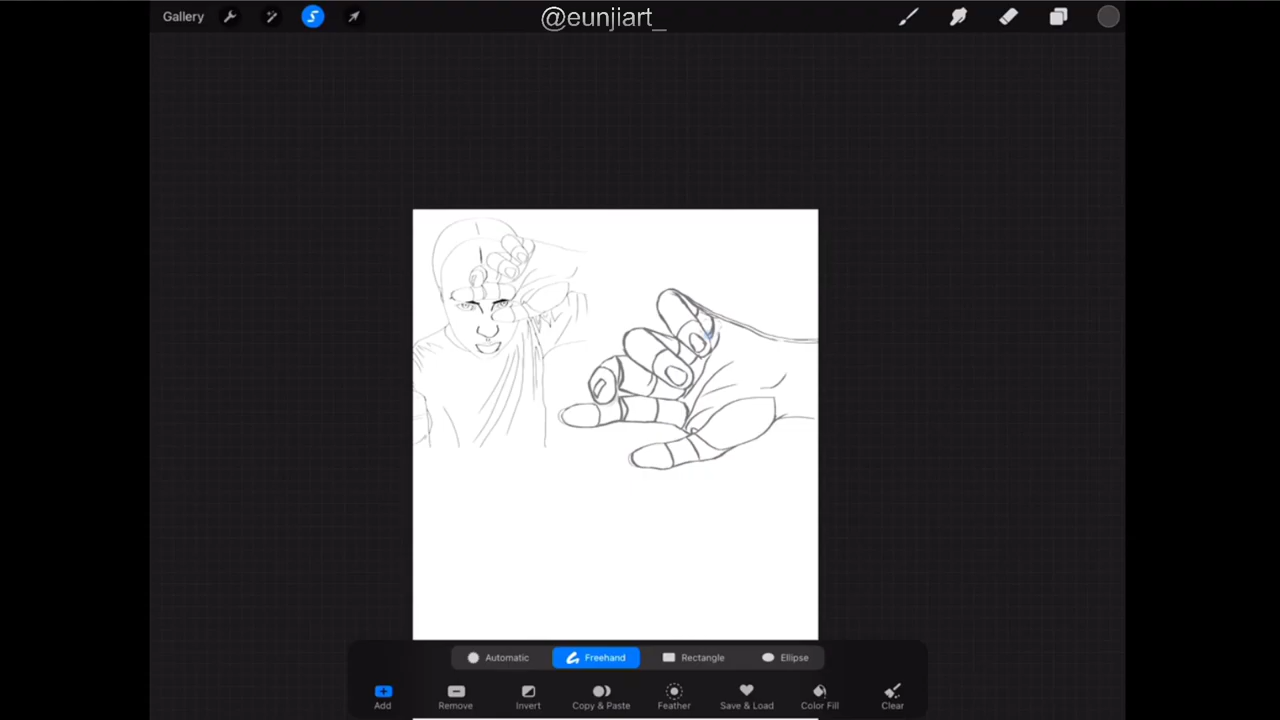 Gallery
@eunjiart_
Automatic
Freehand
Rectangle
Ellipse
Add
Remove
Invert
Copy & Paste
Feather
Save & Load
Color Fill
Clear